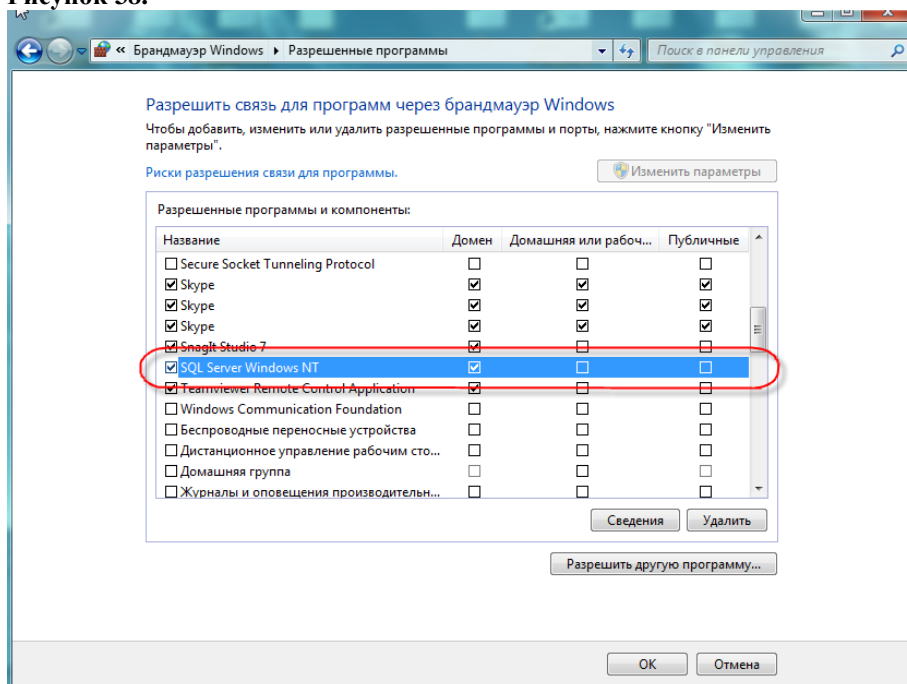 Рисунок 38.
« Брандмауэр Windows ▸ Разрешенные программы Поиск в панели управления
Разрешить связь для программ через брандмауэр Windows
Чтобы добавить, изменить или удалить разрешенные программы и порты, нажмите кнопку "Изменить
параметры".
Риски разрешения связи для программы. Изменить параметры
Разрешенные программы и компоненты:
Название Домен Домашняя или рабоч... Публичные
Secure Socket Tunneling Protocol
Skype
Skype
Skype
SnagIt Studio 7
SQL Server Windows NT
Teamviewer Remote Control Application
Windows Communication Foundation
Беспроводные переносные устройства
Дистанционное управление рабочим сто...
Домашняя группа
Журналы и оповещения производительн...
Сведения Удалить
Разрешить другую программу...
ОК Отмена